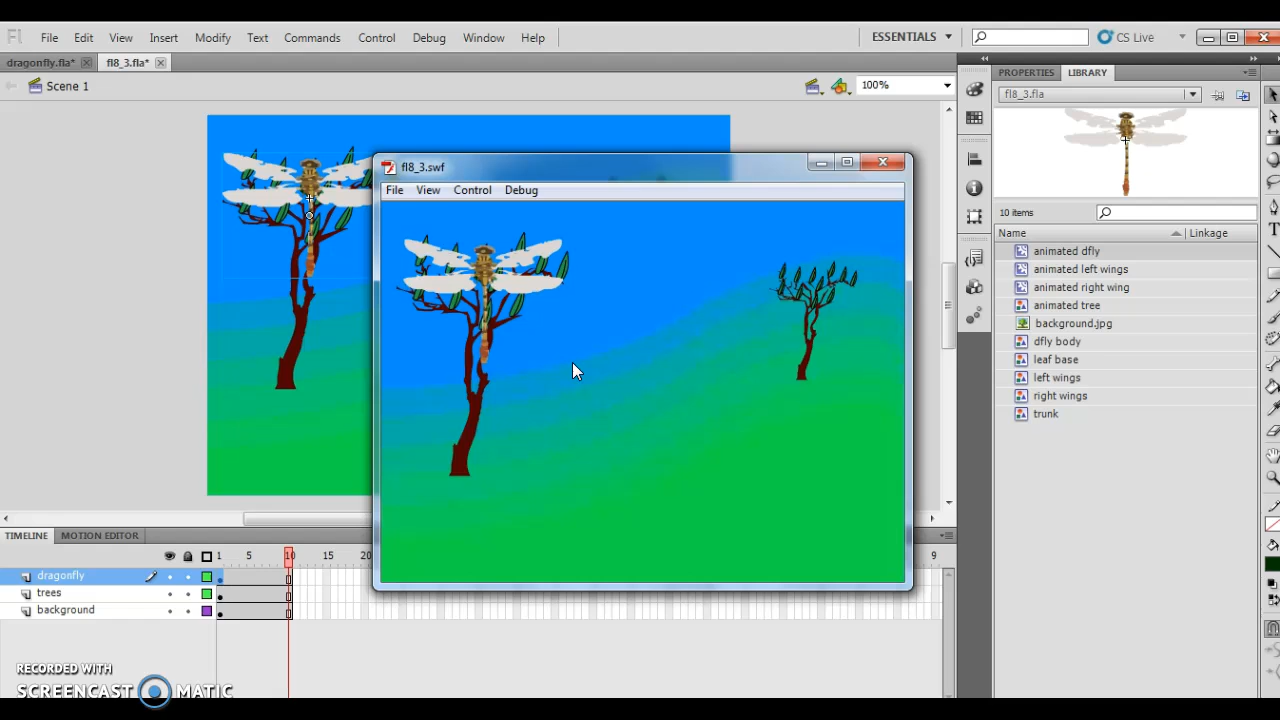 Fl File Edit View Insert Modify Text Commands Control Debug Window Help ESSENTIALS CS Live
dragonfly.fla* fl8_3.fla* PROPERTIES LIBRARY
Scene 1 100% fl8_3.fla
fl8_3.swf
File View Control Debug
10 items
Name Linkage
animated dfly
animated left wings
animated right wing
animated tree
background.jpg
dfly body
leaf base
left wings
right wings
trunk
TIMELINE MOTION EDITOR
1 5 10 15 20 9
dragonfly
trees
background
RECORDED WITH
SCREENCAST MATIC